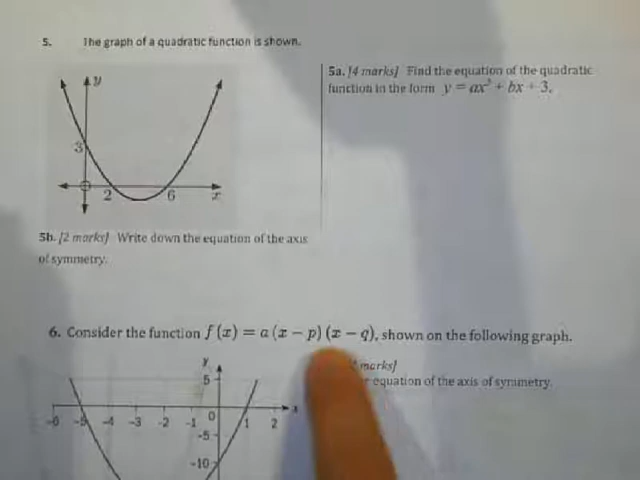 5. The graph of a quadratic function is shown.
y
3
2 6 x
5a. [4 marks] Find the equation of the quadratic
function in the form y = ax² + bx + 3.
5b. [2 marks] Write down the equation of the axis
of symmetry.
6. Consider the function f (x) = a (x − p) (x − q), shown on the following graph.
marks]
equation of the axis of symmetry.
y
5
-6 -5 -4 -3 -2 -1 0 1 2 x
-5
-10